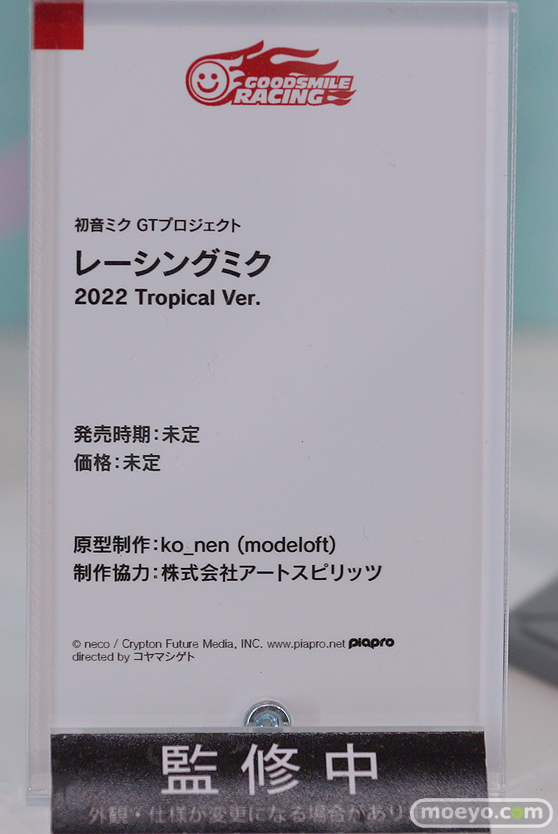 GOODSMILE
RACING
初音ミク GTプロジェクト
レーシングミク
2022 Tropical Ver.
発売時期：未定
価格：未定
原型制作：ko_nen (modeloft)
制作協力：株式会社アートスピリッツ
© neco / Crypton Future Media, INC. www.piapro.net piapro
directed by コヤマシゲト
監修中
外観・仕様が変更になる場合があり
moeyo.com